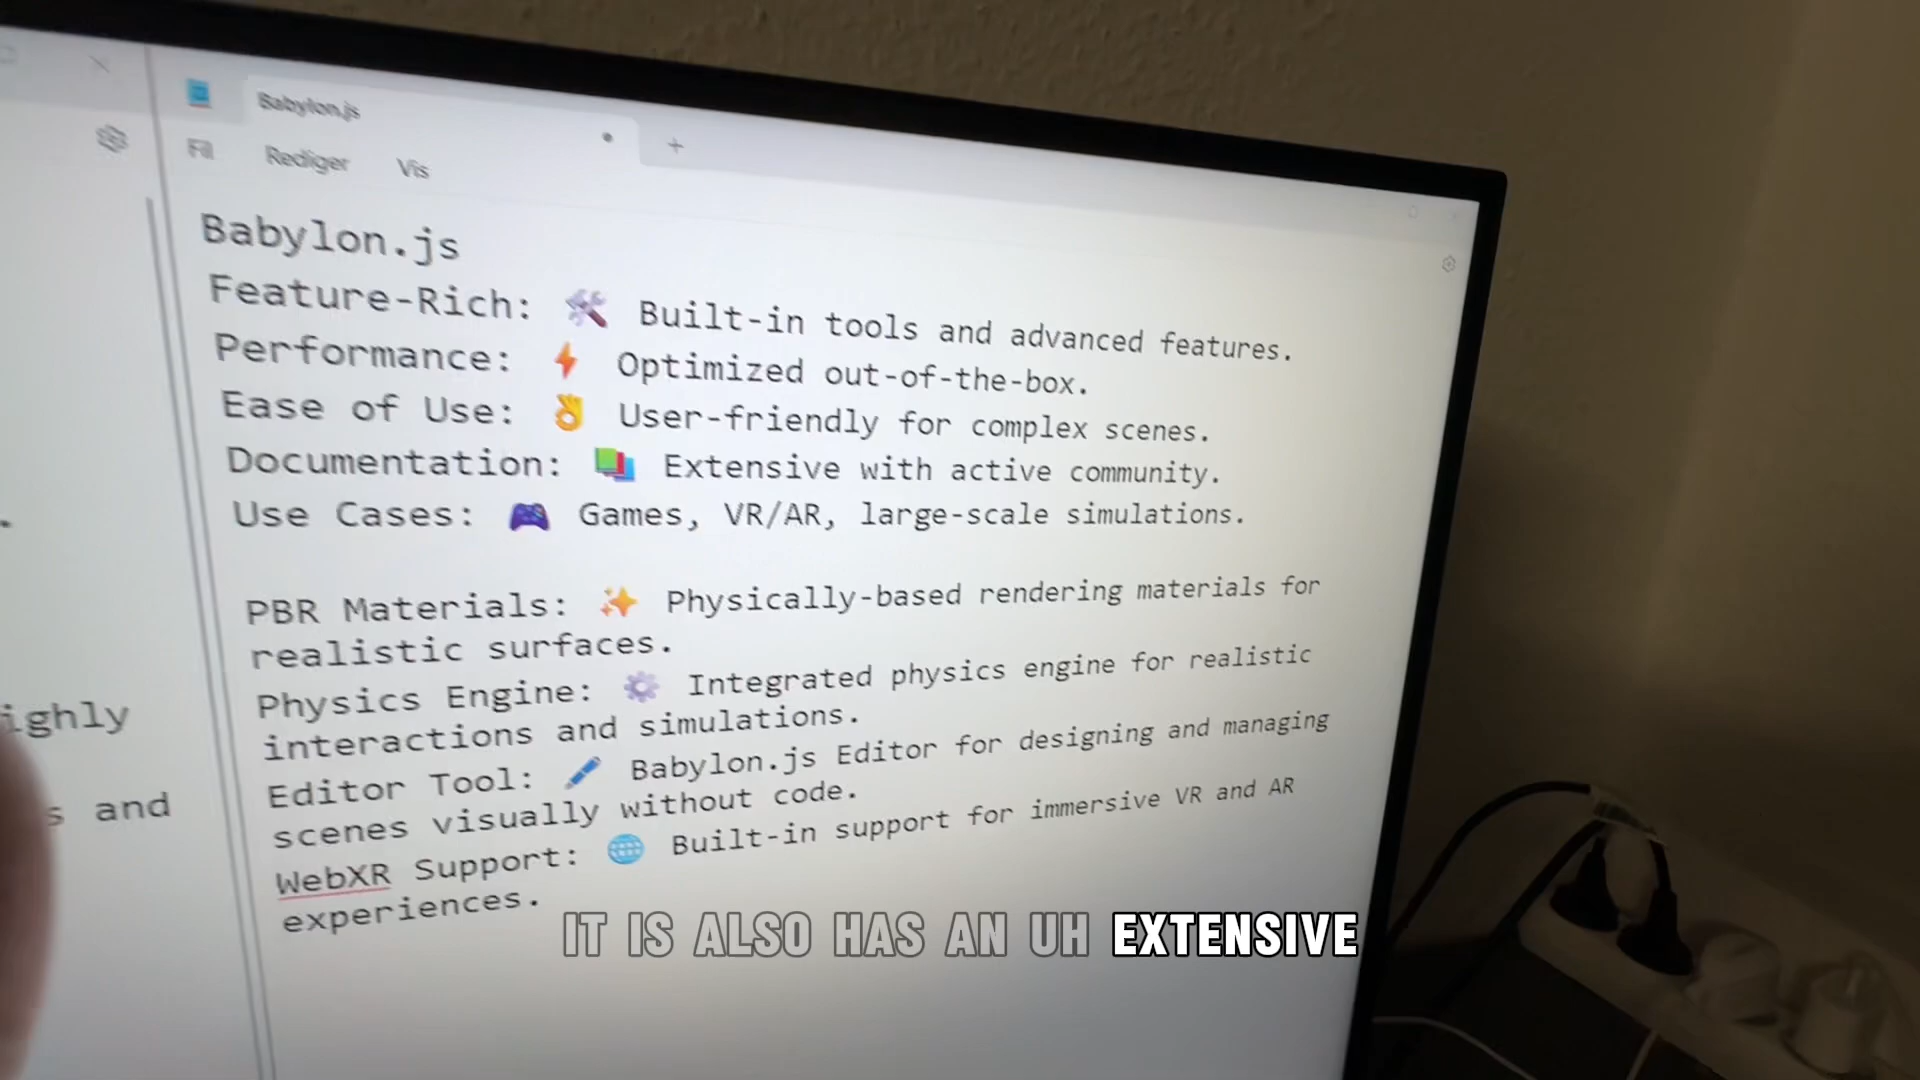 Babylon.js
Fil Rediger Vis
Babylon.js
Feature-Rich: 🛠️ Built-in tools and advanced features.
Performance: ⚡ Optimized out-of-the-box.
Ease of Use: 👌 User-friendly for complex scenes.
Documentation: 📚 Extensive with active community.
Use Cases: 🎮 Games, VR/AR, large-scale simulations.
PBR Materials: ✨ Physically-based rendering materials for
realistic surfaces.
Physics Engine: ⚙️ Integrated physics engine for realistic
interactions and simulations.
Editor Tool: 🖊️ Babylon.js Editor for designing and managing
scenes visually without code.
WebXR Support: 🌐 Built-in support for immersive VR and AR
experiences.
ighly
s and
IT IS ALSO HAS AN UH EXTENSIVE